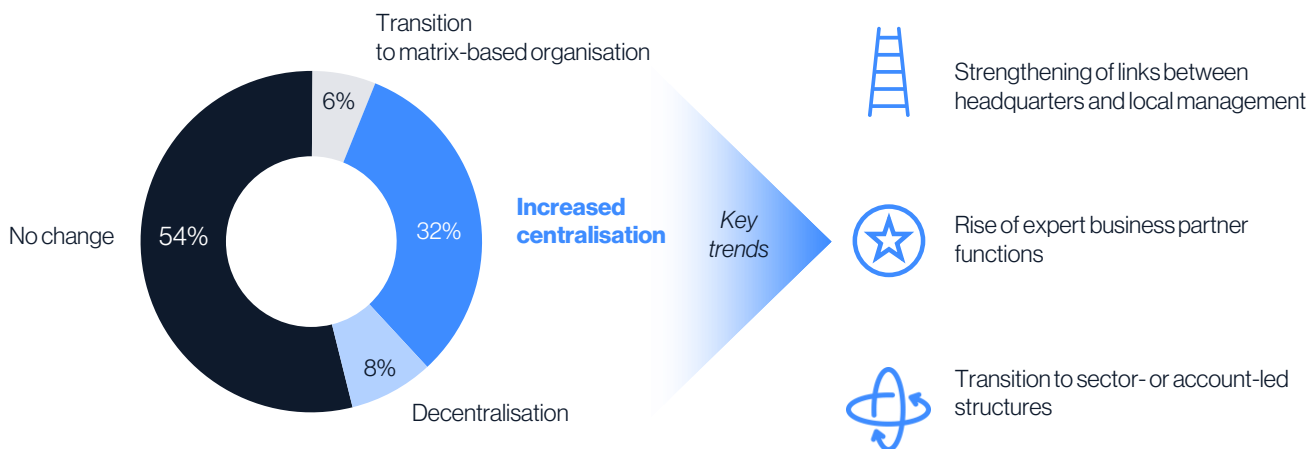 Transition
to matrix-based organisation
6%
No change
54%
32%
Increased
centralisation
8%
Decentralisation
Key
trends
Strengthening of links between
headquarters and local management
Rise of expert business partner
functions
Transition to sector- or account-led
structures